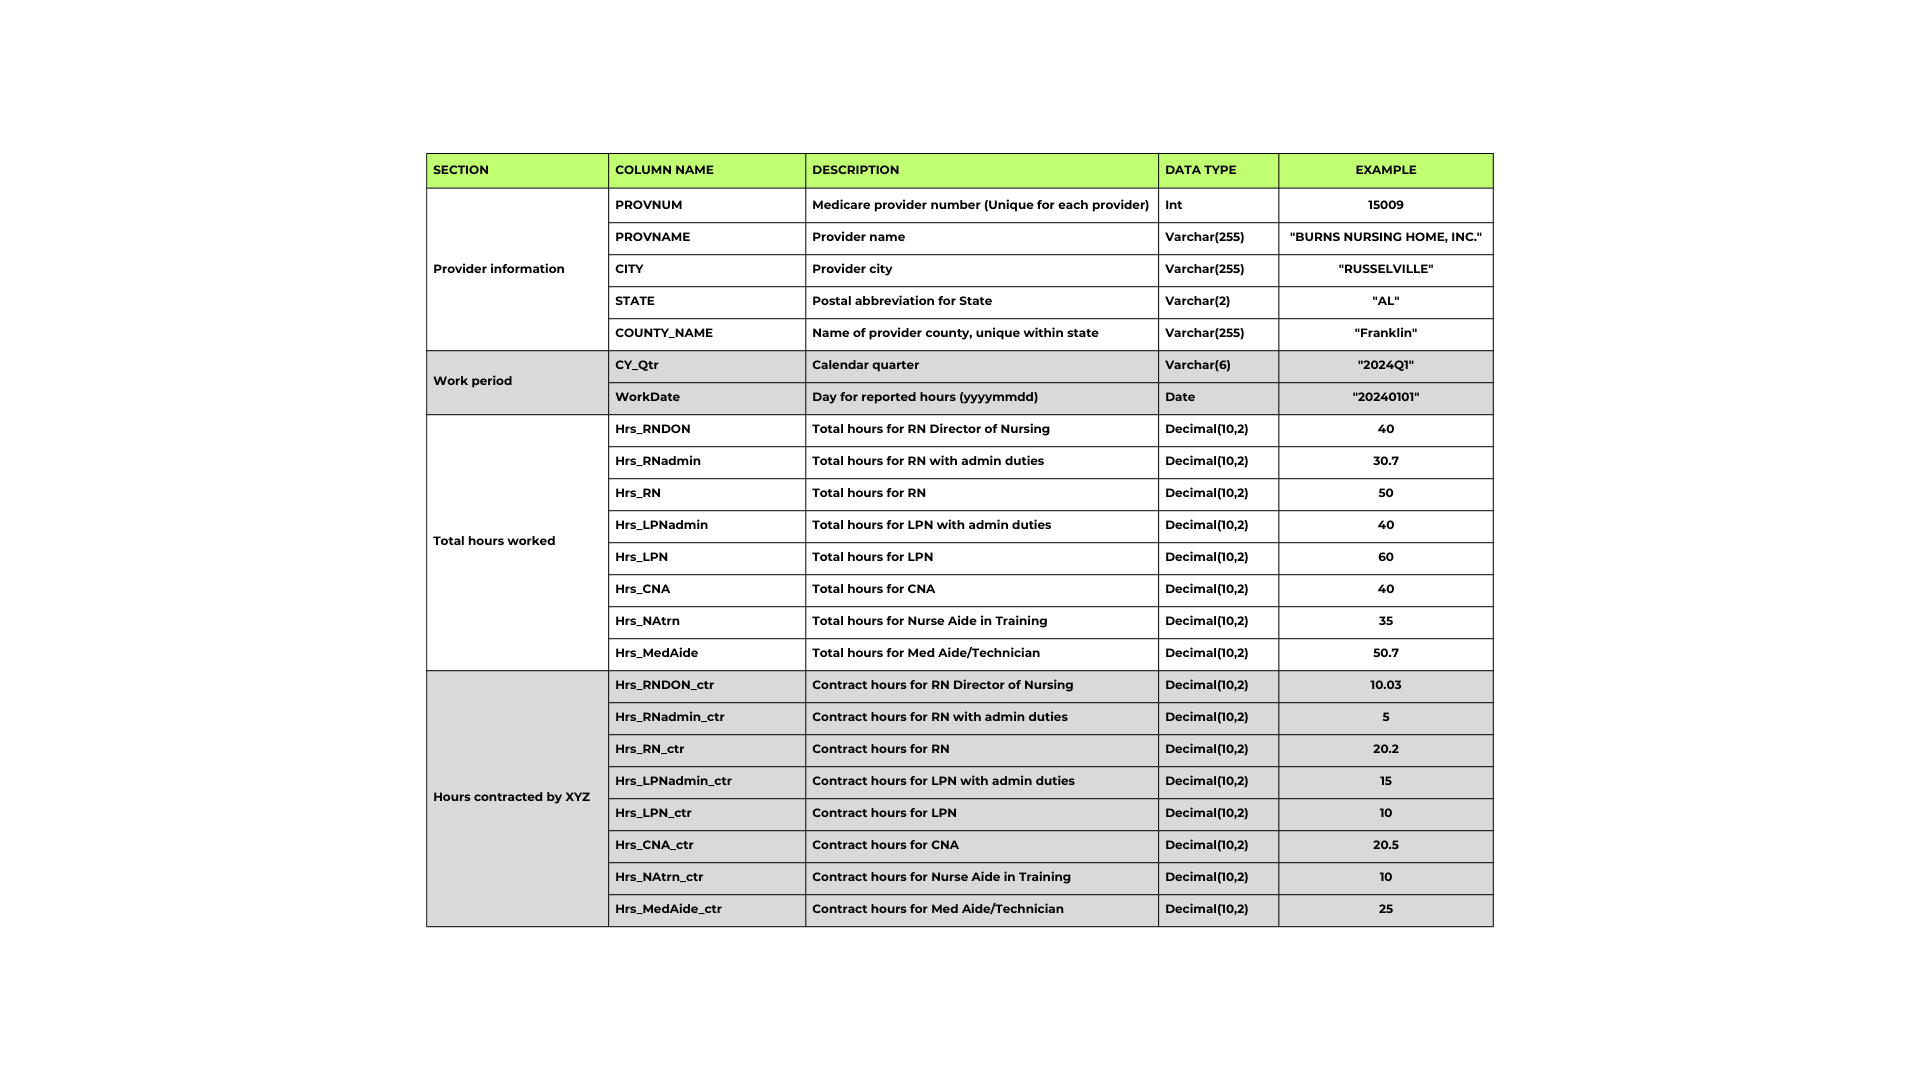 SECTION COLUMN NAME DESCRIPTION DATA TYPE EXAMPLE
Provider information
PROVNUM Medicare provider number (Unique for each provider) Int 15009
PROVNAME Provider name Varchar(255) "BURNS NURSING HOME, INC."
CITY Provider city Varchar(255) "RUSSELVILLE"
STATE Postal abbreviation for State Varchar(2) "AL"
COUNTY_NAME Name of provider county, unique within state Varchar(255) "Franklin"
Work period
CY_Qtr Calendar quarter Varchar(6) "2024Q1"
WorkDate Day for reported hours (yyyymmdd) Date "20240101"
Total hours worked
Hrs_RNDON Total hours for RN Director of Nursing Decimal(10,2) 40
Hrs_RNadmin Total hours for RN with admin duties Decimal(10,2) 30.7
Hrs_RN Total hours for RN Decimal(10,2) 50
Hrs_LPNadmin Total hours for LPN with admin duties Decimal(10,2) 40
Hrs_LPN Total hours for LPN Decimal(10,2) 60
Hrs_CNA Total hours for CNA Decimal(10,2) 40
Hrs_NAtrn Total hours for Nurse Aide in Training Decimal(10,2) 35
Hrs_MedAide Total hours for Med Aide/Technician Decimal(10,2) 50.7
Hours contracted by XYZ
Hrs_RNDON_ctr Contract hours for RN Director of Nursing Decimal(10,2) 10.03
Hrs_RNadmin_ctr Contract hours for RN with admin duties Decimal(10,2) 5
Hrs_RN_ctr Contract hours for RN Decimal(10,2) 20.2
Hrs_LPNadmin_ctr Contract hours for LPN with admin duties Decimal(10,2) 15
Hrs_LPN_ctr Contract hours for LPN Decimal(10,2) 10
Hrs_CNA_ctr Contract hours for CNA Decimal(10,2) 20.5
Hrs_NAtrn_ctr Contract hours for Nurse Aide in Training Decimal(10,2) 10
Hrs_MedAide_ctr Contract hours for Med Aide/Technician Decimal(10,2) 25